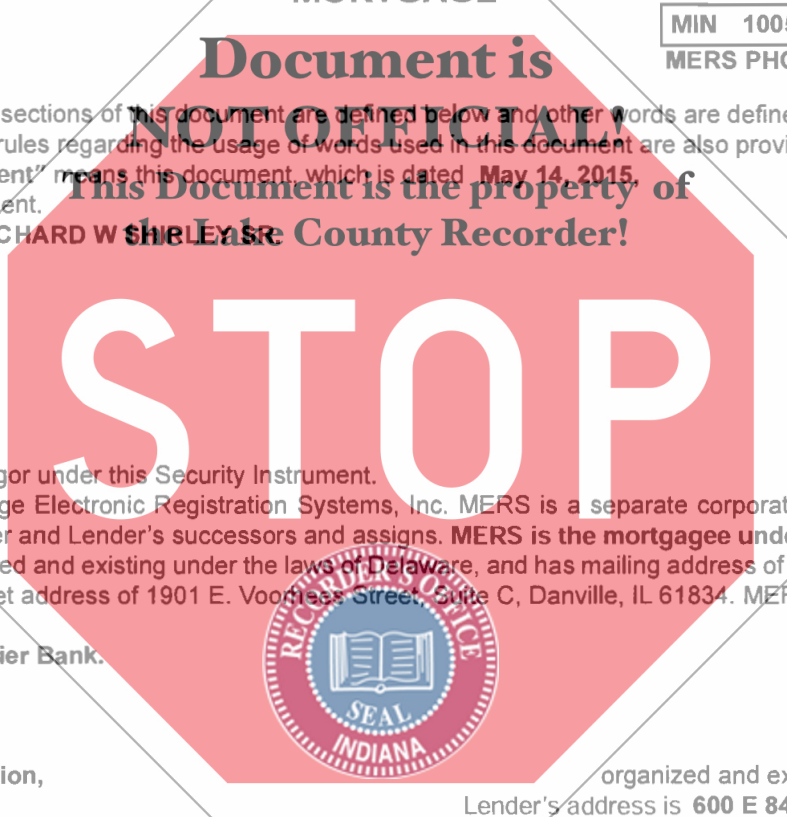 MORTGAGE
MIN 1005
MERS PHO
Document is
NOT OFFICIAL!
This Document is the property of
the Lake County Recorder!
sections of this document are defined below and other words are define
rules regarding the usage of words used in this document are also provi
ent" means this document, which is dated May 14, 2015,
ent.
CHARD W SHIRLEY SR.
STOP
gor under this Security Instrument.
ge Electronic Registration Systems, Inc. MERS is a separate corporat
er and Lender's successors and assigns. MERS is the mortgagee unde
ed and existing under the laws of Delaware, and has mailing address of
et address of 1901 E. Voorhees Street, Suite C, Danville, IL 61834. MER
ier Bank.
RECORDER'S OFFICE
SEAL
INDIANA
ion,
organized and ex
Lender's address is 600 E 84